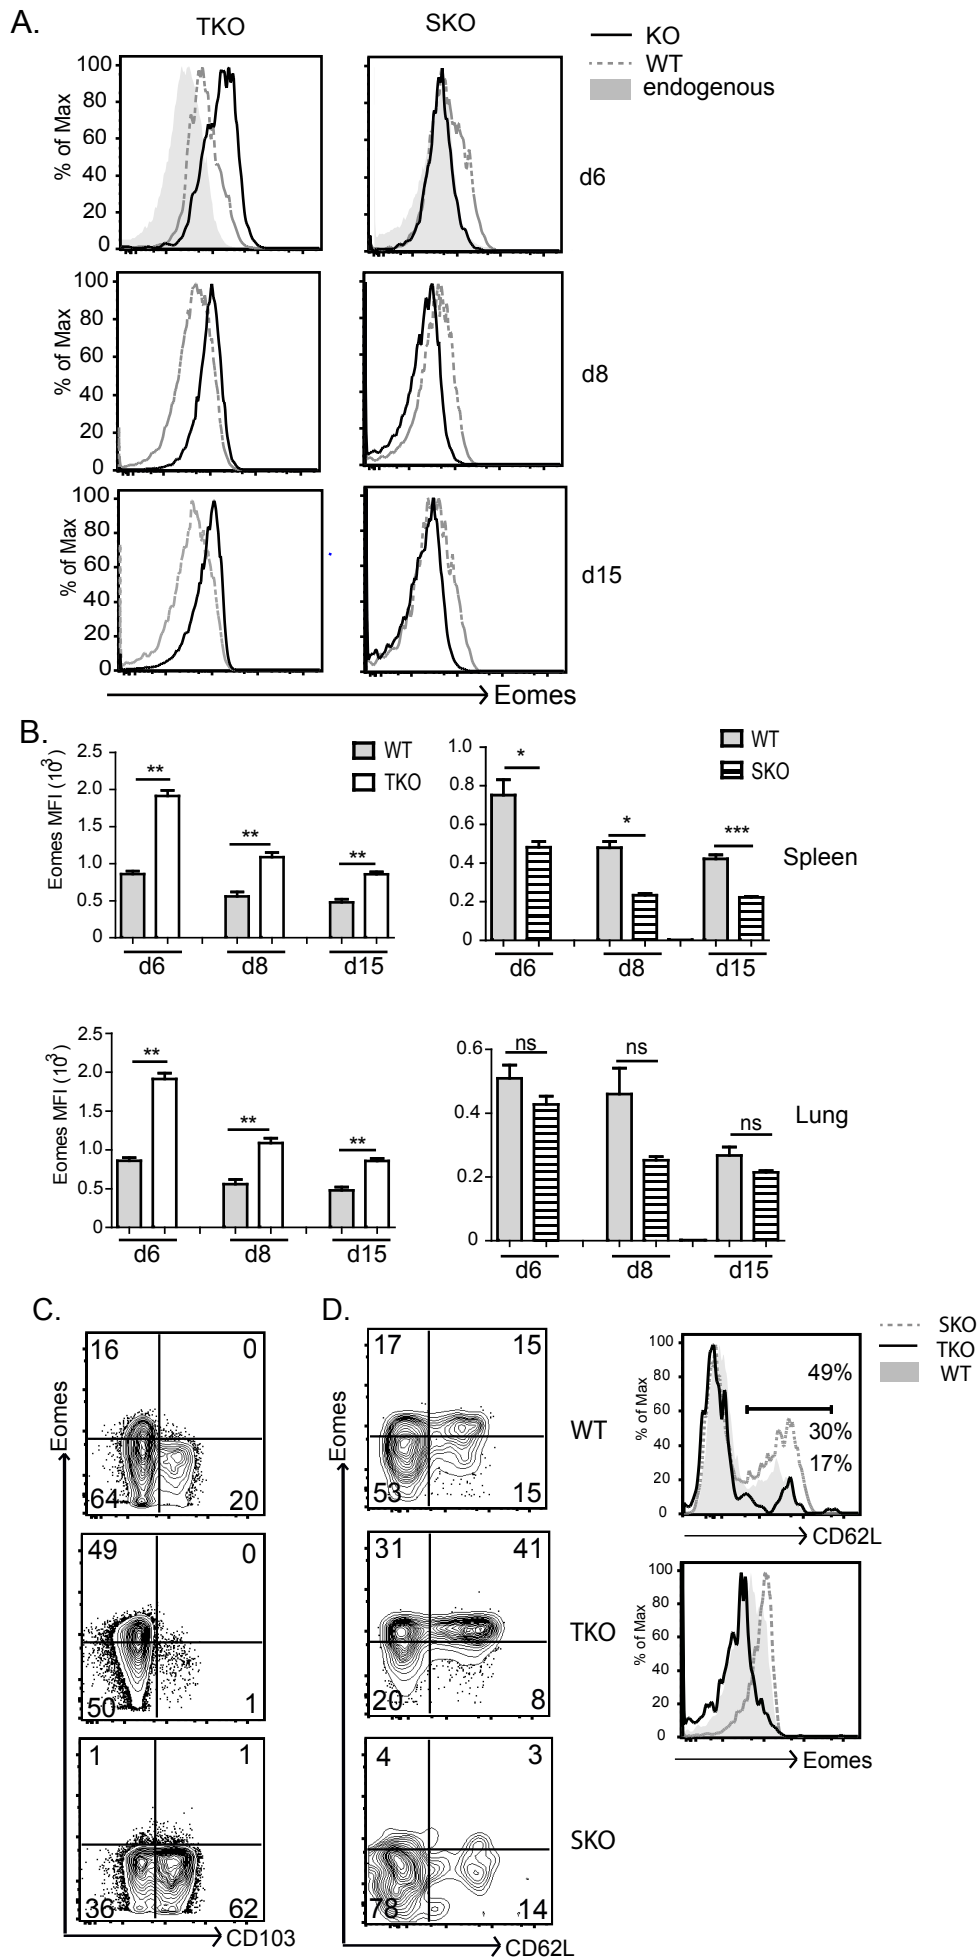 A.
TKO
SKO
KO
WT
endogenous
% of Max
100
80
60
40
20
0
d6
% of Max
100
80
60
40
20
0
d8
% of Max
100
80
60
40
20
0
d15
Eomes
B.
Eomes MFI (10³)
2.5
2.0
1.5
1.0
0.5
0
**
**
**
WT
TKO
d6
d8
d15
1.0
0.8
0.6
0.4
0.2
0
*
*
***
WT
SKO
d6
d8
d15
Spleen
Eomes MFI (10³)
2.5
2.0
1.5
1.0
0.5
0
**
**
**
d6
d8
d15
0.6
0.4
0.2
0
ns
ns
ns
d6
d8
d15
Lung
C.
Eomes
16
0
64
20
49
0
50
1
1
1
36
62
CD103
D.
Eomes
17
15
53
15
WT
31
41
20
8
TKO
4
3
78
14
SKO
CD62L
SKO
TKO
WT
% of Max
100
80
60
40
20
0
49%
30%
17%
CD62L
% of Max
100
80
60
40
20
0
Eomes